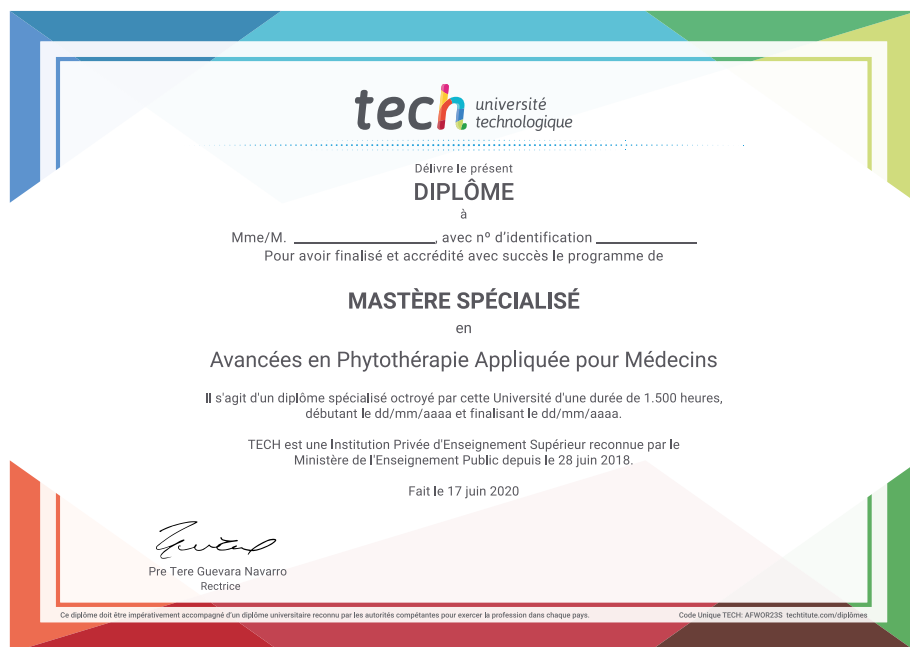 tech université
technologique
Délivre le présent
DIPLÔME
à
Mme/M. ____________, avec nº d'identification ____________
Pour avoir finalisé et accrédité avec succès le programme de
MASTÈRE SPÉCIALISÉ
en
Avancées en Phytothérapie Appliquée pour Médecins
Il s'agit d'un diplôme spécialisé octroyé par cette Université d'une durée de 1.500 heures,
débutant le dd/mm/aaaa et finalisant le dd/mm/aaaa.
TECH est une Institution Privée d'Enseignement Supérieur reconnue par le
Ministère de l'Enseignement Public depuis le 28 juin 2018.
Fait le 17 juin 2020
Pre Tere Guevara Navarro
Rectrice
Ce diplôme doit être impérativement accompagné d'un diplôme universitaire reconnu par les autorités compétentes pour exercer la profession dans chaque pays.
Code Unique TECH: AFWOR23S techtitute.com/diplômes